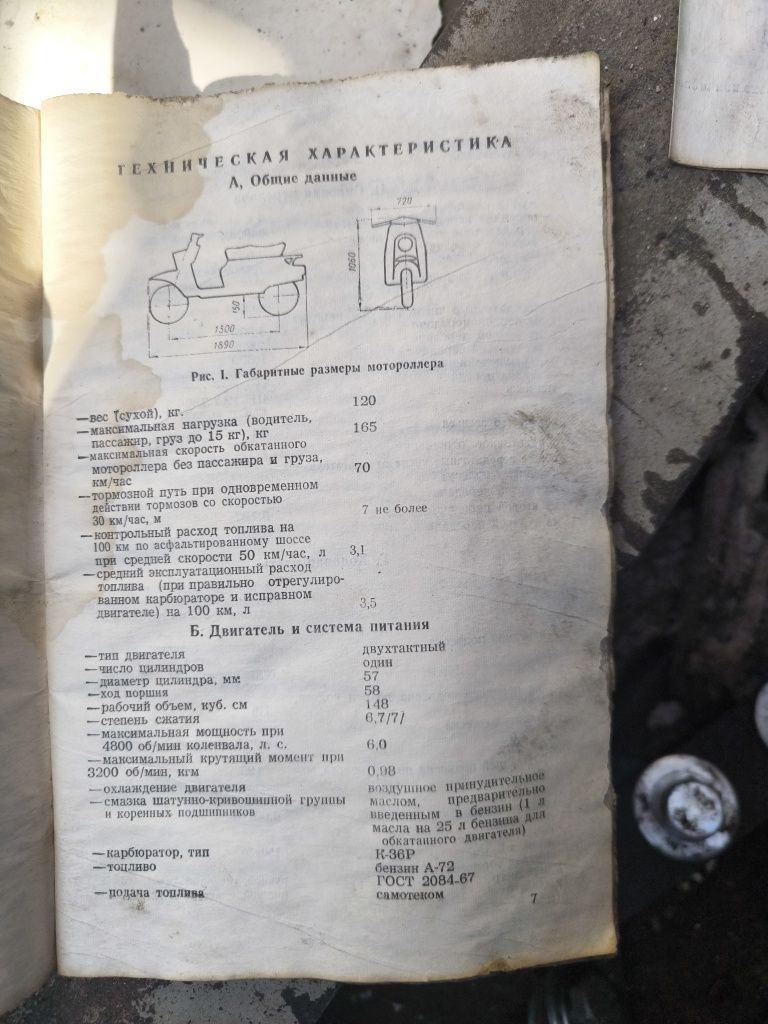 ТЕХНИЧЕСКАЯ ХАРАКТЕРИСТИКА
А, Общие данные
720
1060
150
1300
1890
Рис. 1. Габаритные размеры мотороллера
—вес (сухой), кг. 120
—максимальная нагрузка (водитель,
пассажир, груз до 15 кг), кг 165
—максимальная скорость обкатанного
мотороллера без пассажира и груза,
км/час 70
—тормозной путь при одновременном
действии тормозов со скоростью
30 км/час, м 7 не более
—контрольный расход топлива на
100 км по асфальтированному шоссе
при средней скорости 50 км/час, л 3,1
—средний эксплуатационный расход
топлива (при правильно отрегулиро-
ванном карбюраторе и исправном
двигателе) на 100 км, л 3,5
Б. Двигатель и система питания
—тип двигателя двухтактный
—число цилиндров один
—диаметр цилиндра, мм 57
—ход поршня 58
—рабочий объем, куб. см 148
—степень сжатия 6,7/7/
—максимальная мощность при
4800 об/мин коленвала, л. с. 6,0
—максимальный крутящий момент при
3200 об/мин, кгм 0,98
—охлаждение двигателя воздушное принудительное
—смазка шатунно-кривошипной группы
и коренных подшипников
маслом, предварительно
введенным в бензин (1 л
масла на 25 л бензина для
обкатанного двигателя)
—карбюратор, тип К-36Р
—топливо бензин А-72
ГОСТ 2084-67
—подача топлива самотеком
7